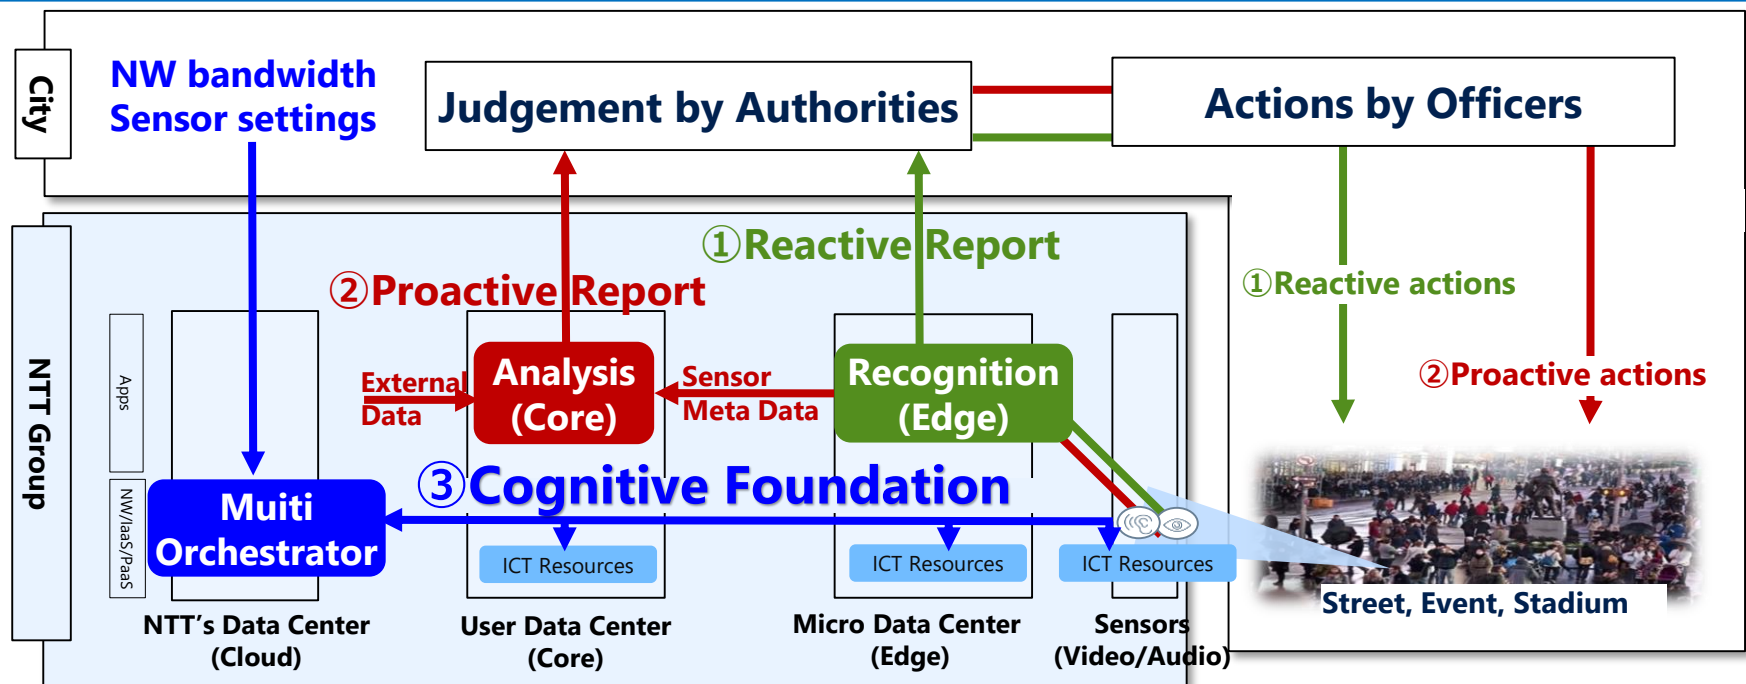 City
NW bandwidth
Sensor settings
Judgement by Authorities
Actions by Officers
NTT Group
①Reactive Report
②Proactive Report
①Reactive actions
②Proactive actions
Apps
External
Data
Analysis
(Core)
Sensor
Meta Data
Recognition
(Edge)
③Cognitive Foundation
NW/IaaS/PaaS
Muiti
Orchestrator
ICT Resources
ICT Resources
ICT Resources
Street, Event, Stadium
NTT’s Data Center
(Cloud)
User Data Center
(Core)
Micro Data Center
(Edge)
Sensors
(Video/Audio)